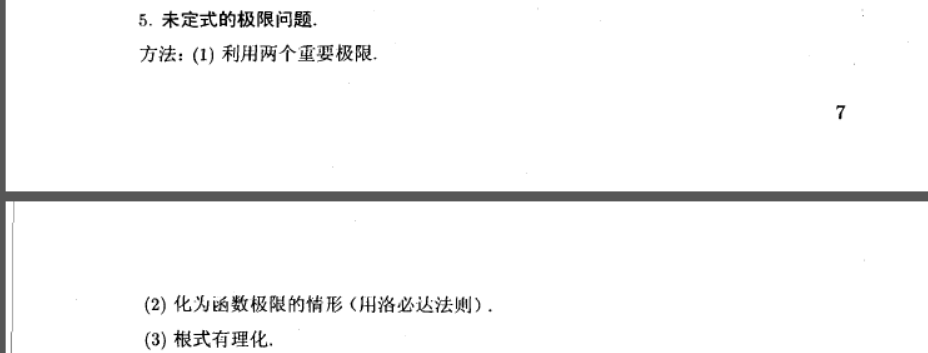 5. 未定式的极限问题.
方法: (1) 利用两个重要极限.
7
(2) 化为函数极限的情形 (用洛必达法则) .
(3) 根式有理化.